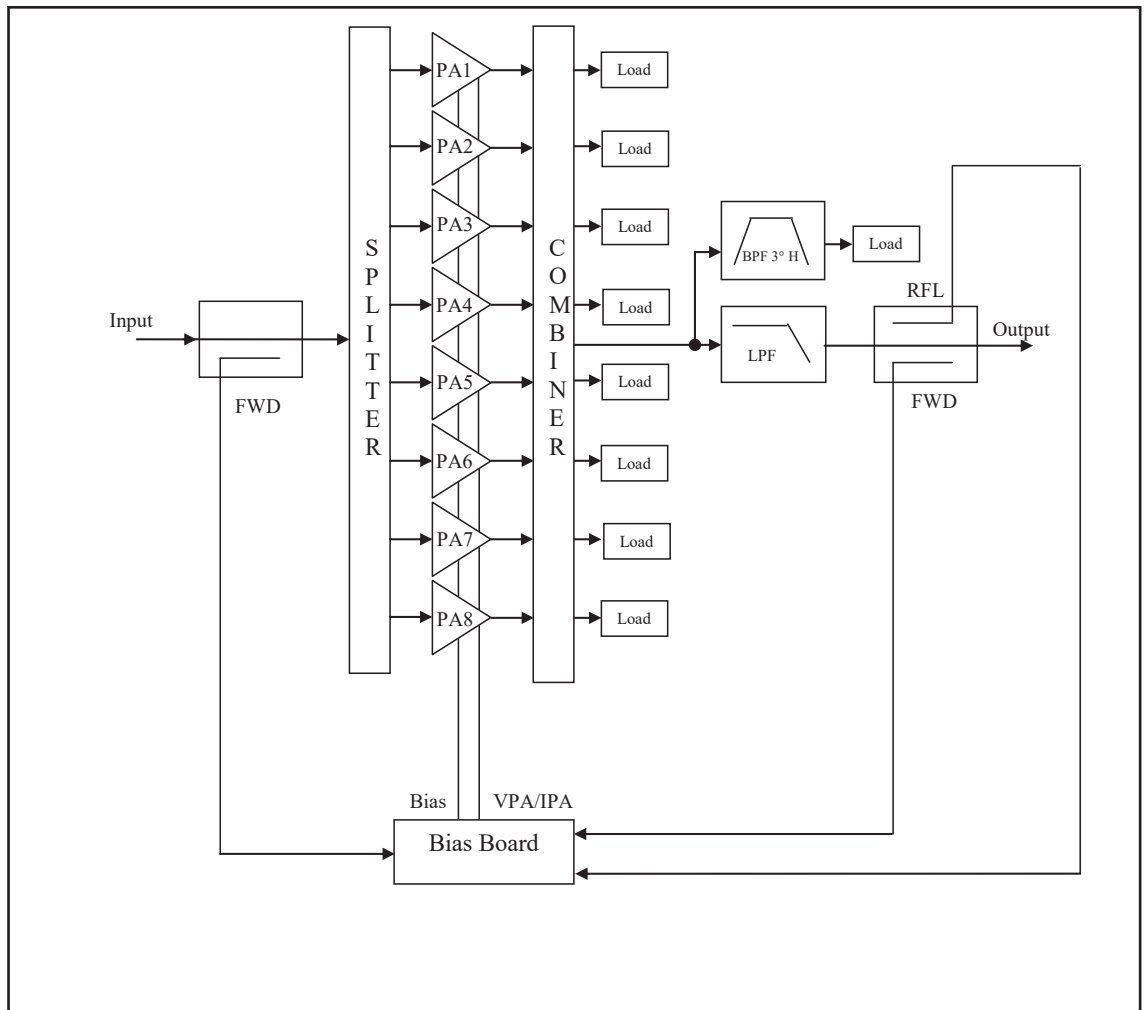 PA1
Load
PA2
Load
PA3
Load
S
P
L
I
T
T
E
R
C
O
M
B
I
N
E
R
BPF 3° H
Load
PA4
Load
RFL
Input
Output
LPF
PA5
Load
FWD
FWD
PA6
Load
PA7
Load
PA8
Load
Bias
VPA/IPA
Bias Board